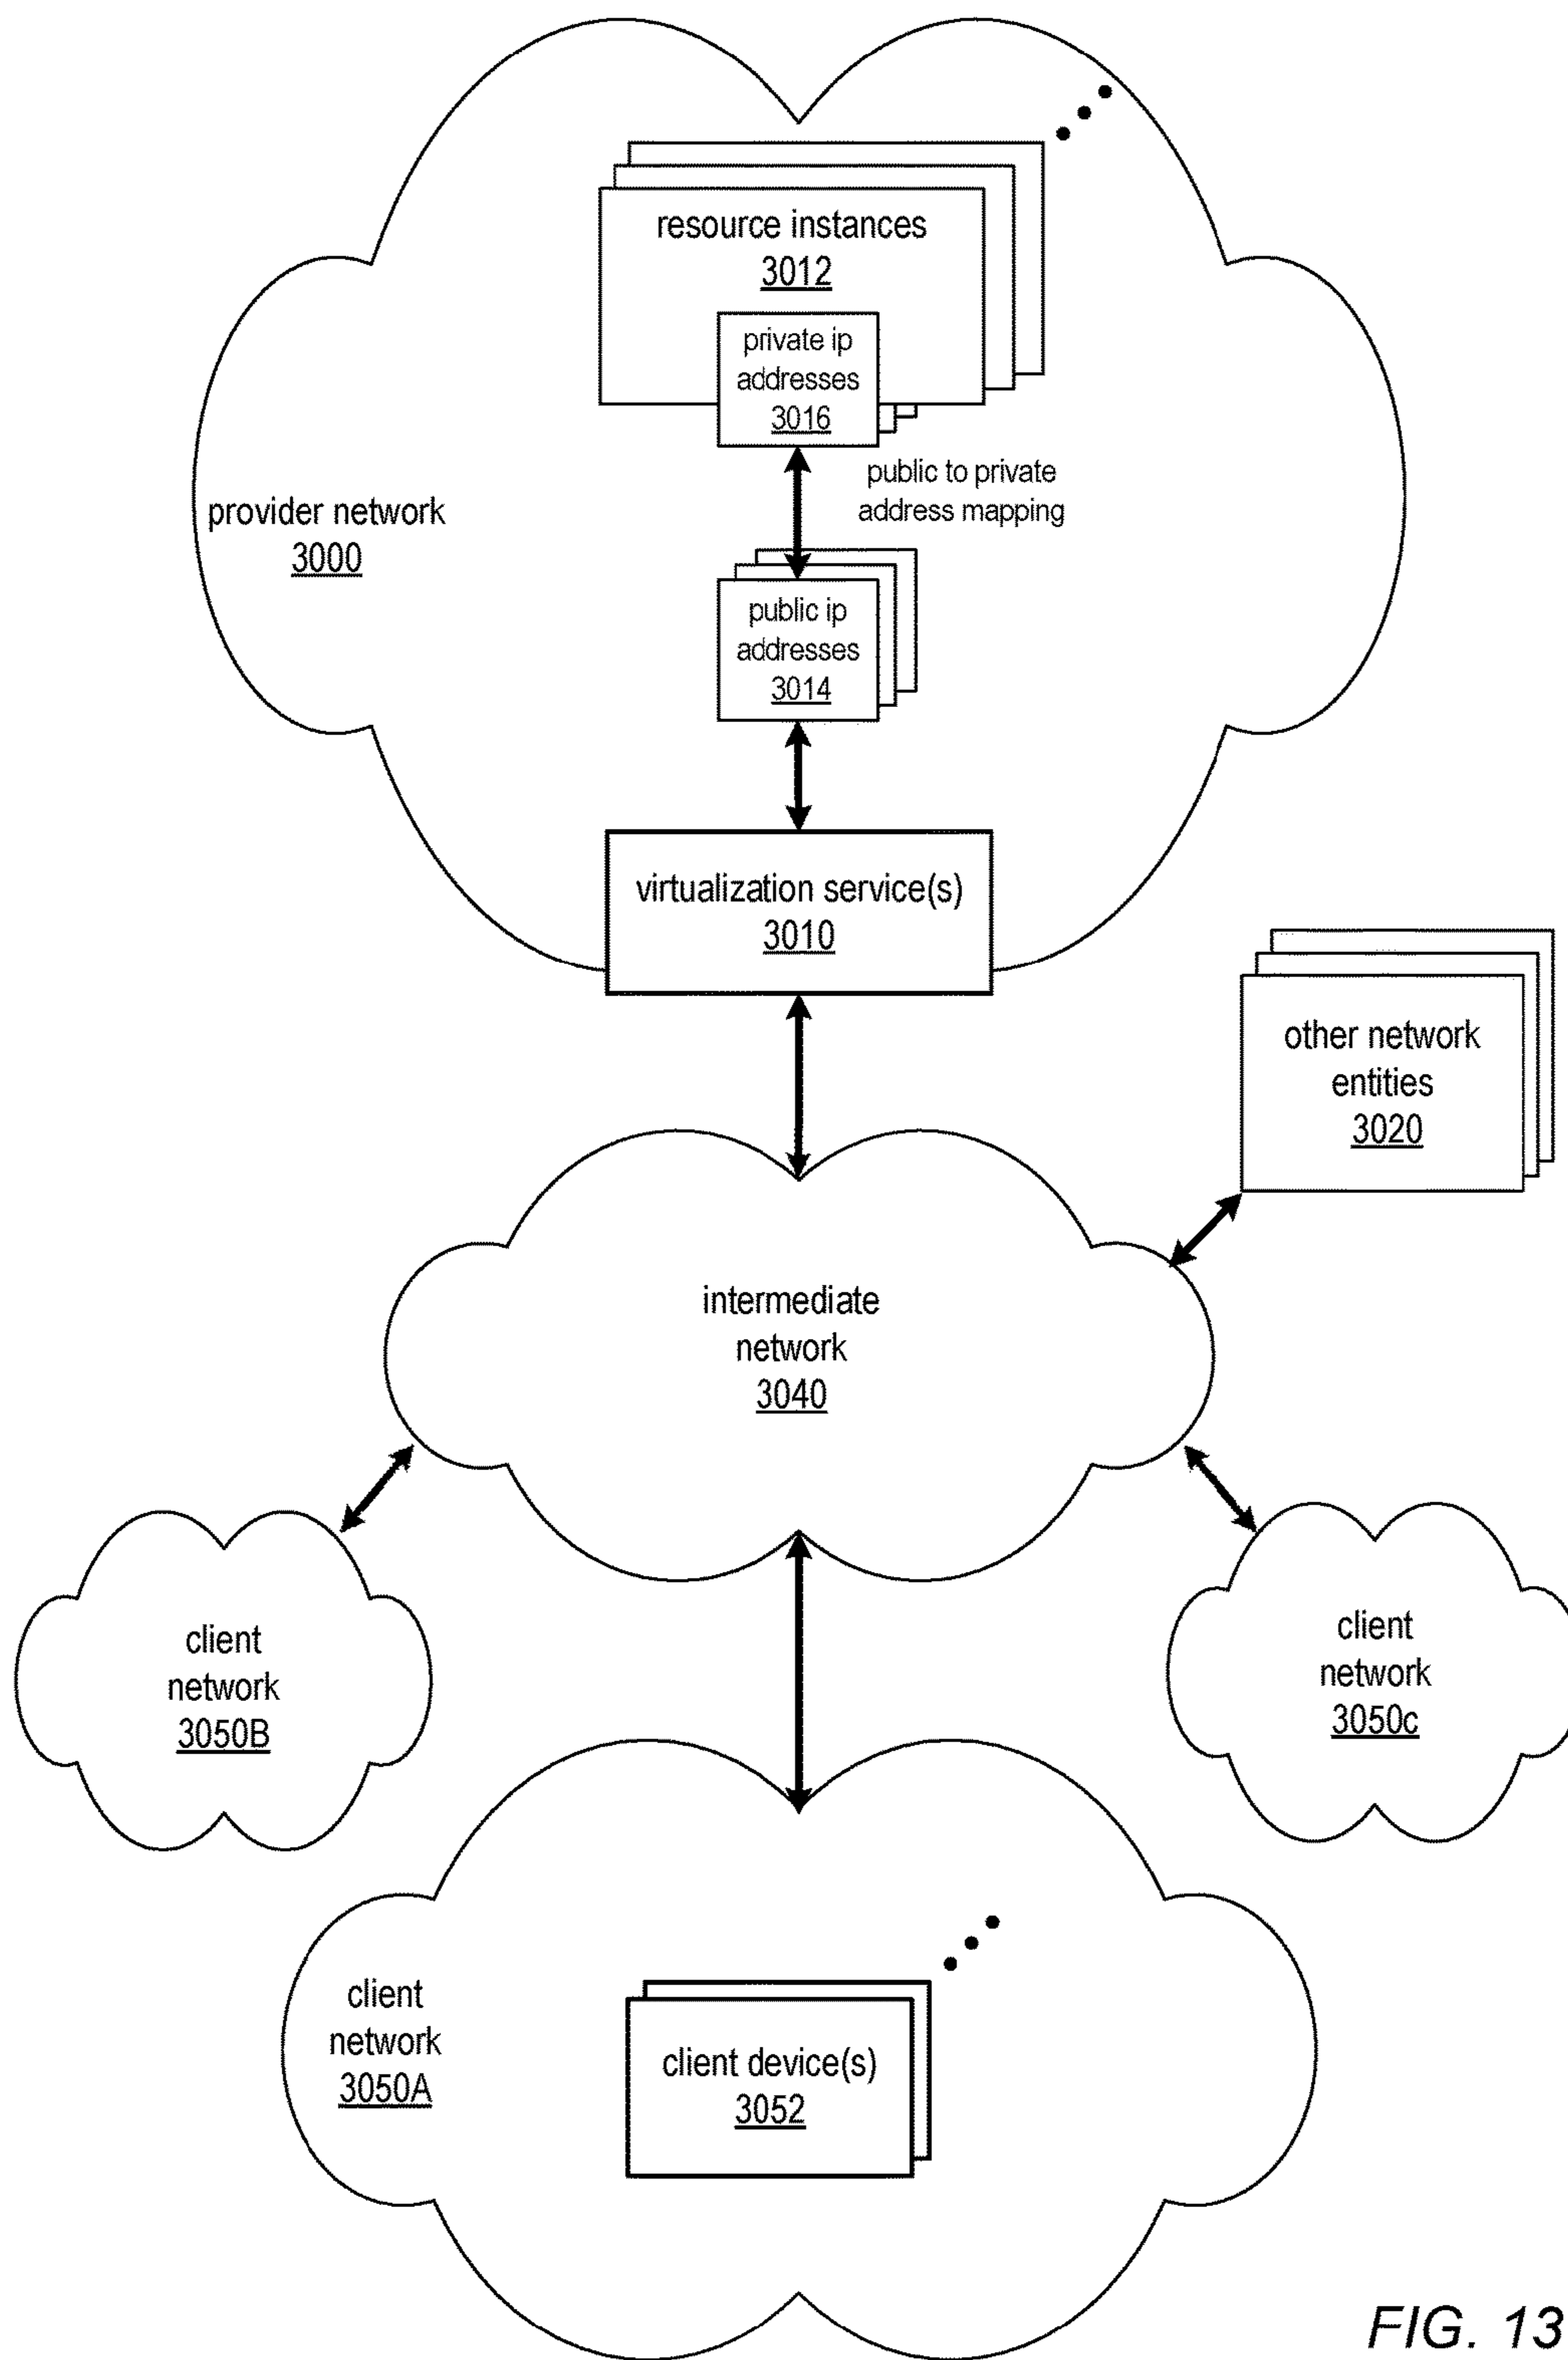 resource instances
3012
private ip
addresses
3016
public to private
address mapping
provider network
3000
public ip
addresses
3014
virtualization service(s)
3010
other network
entities
3020
intermediate
network
3040
client
network
3050B
client
network
3050c
client
network
3050A
client device(s)
3052
FIG. 13